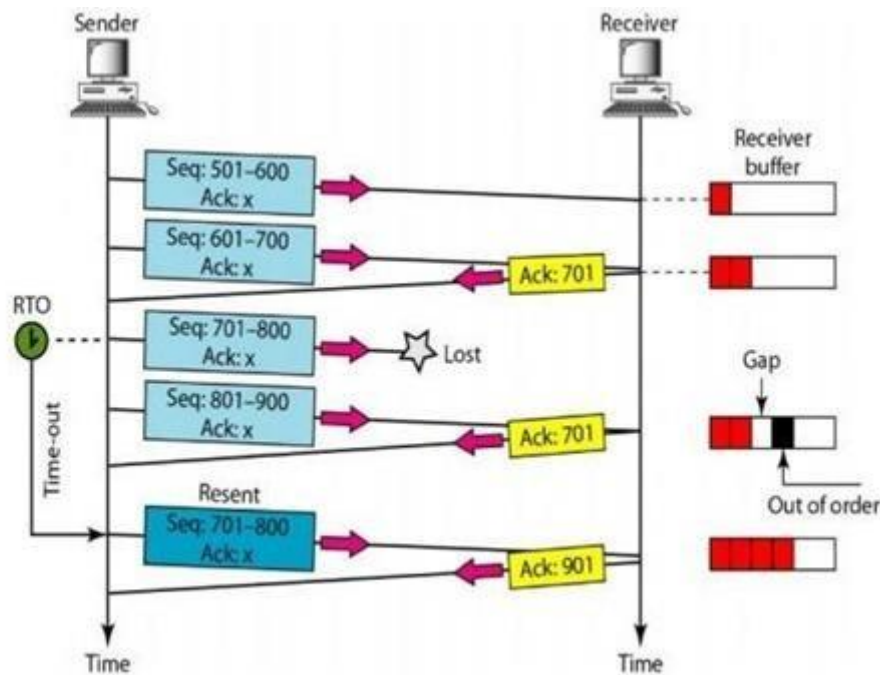 Sender
Receiver
Receiver
buffer
Seq: 501–600
Ack: x
Seq: 601–700
Ack: x
Ack: 701
RTO
Seq: 701–800
Ack: x
Lost
Gap
Seq: 801–900
Ack: x
Ack: 701
Time-out
Out of order
Resent
Seq: 701–800
Ack: x
Ack: 901
Time
Time